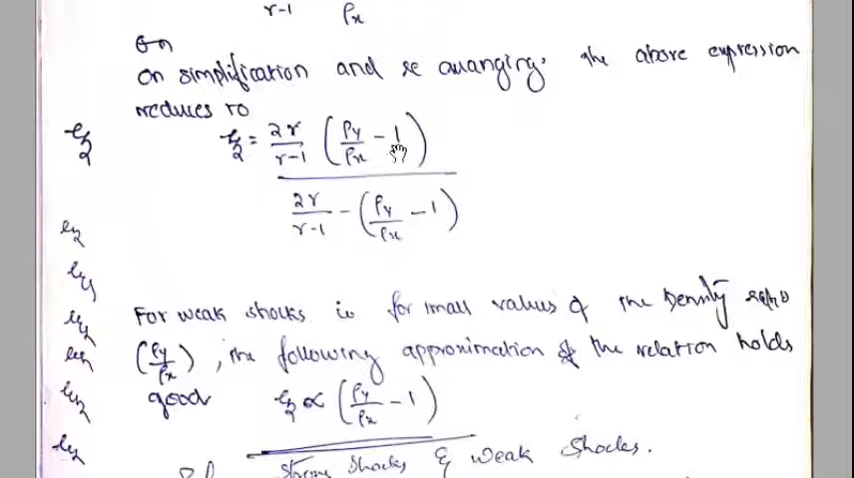 γ-1 ρx
On simplification and re arranging. the above expression
reduces to
ξ = 2γ/γ-1 (ρy/ρx - 1)
2γ/γ-1 - (ρy/ρx - 1)
For weak shocks ie for small values of the Density ratio
(ρy/ρx), the following approximation of the relation holds
good ξ ∝ (ρy/ρx - 1)
strong shocks & weak shocks.